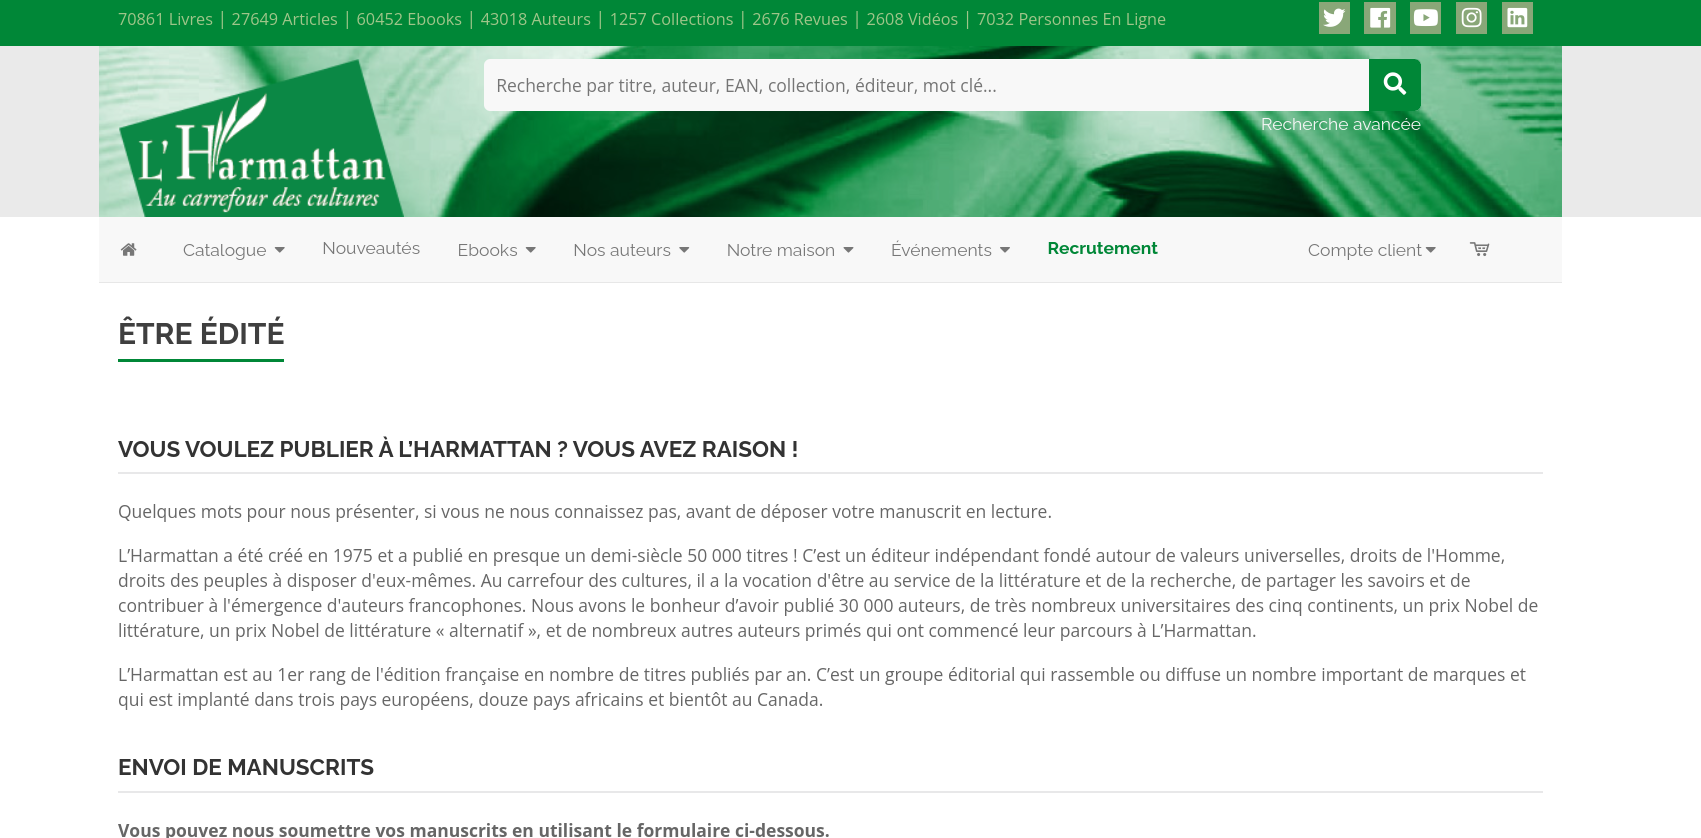 70861 Livres | 27649 Articles | 60452 Ebooks | 43018 Auteurs | 1257 Collections | 2676 Revues | 2608 Vidéos | 7032 Personnes En Ligne
L'Harmattan
Au carrefour des cultures
Recherche par titre, auteur, EAN, collection, éditeur, mot clé...
Recherche avancée
Catalogue Nouveautés Ebooks Nos auteurs Notre maison Événements Recrutement Compte client
ÊTRE ÉDITÉ
VOUS VOULEZ PUBLIER À L’HARMATTAN ? VOUS AVEZ RAISON !
Quelques mots pour nous présenter, si vous ne nous connaissez pas, avant de déposer votre manuscrit en lecture.
L’Harmattan a été créé en 1975 et a publié en presque un demi-siècle 50 000 titres ! C’est un éditeur indépendant fondé autour de valeurs universelles, droits de l'Homme,
droits des peuples à disposer d'eux-mêmes. Au carrefour des cultures, il a la vocation d'être au service de la littérature et de la recherche, de partager les savoirs et de
contribuer à l'émergence d'auteurs francophones. Nous avons le bonheur d’avoir publié 30 000 auteurs, de très nombreux universitaires des cinq continents, un prix Nobel de
littérature, un prix Nobel de littérature « alternatif », et de nombreux autres auteurs primés qui ont commencé leur parcours à L’Harmattan.
L’Harmattan est au 1er rang de l'édition française en nombre de titres publiés par an. C’est un groupe éditorial qui rassemble ou diffuse un nombre important de marques et
qui est implanté dans trois pays européens, douze pays africains et bientôt au Canada.
ENVOI DE MANUSCRITS
Vous pouvez nous soumettre vos manuscrits en utilisant le formulaire ci-dessous.